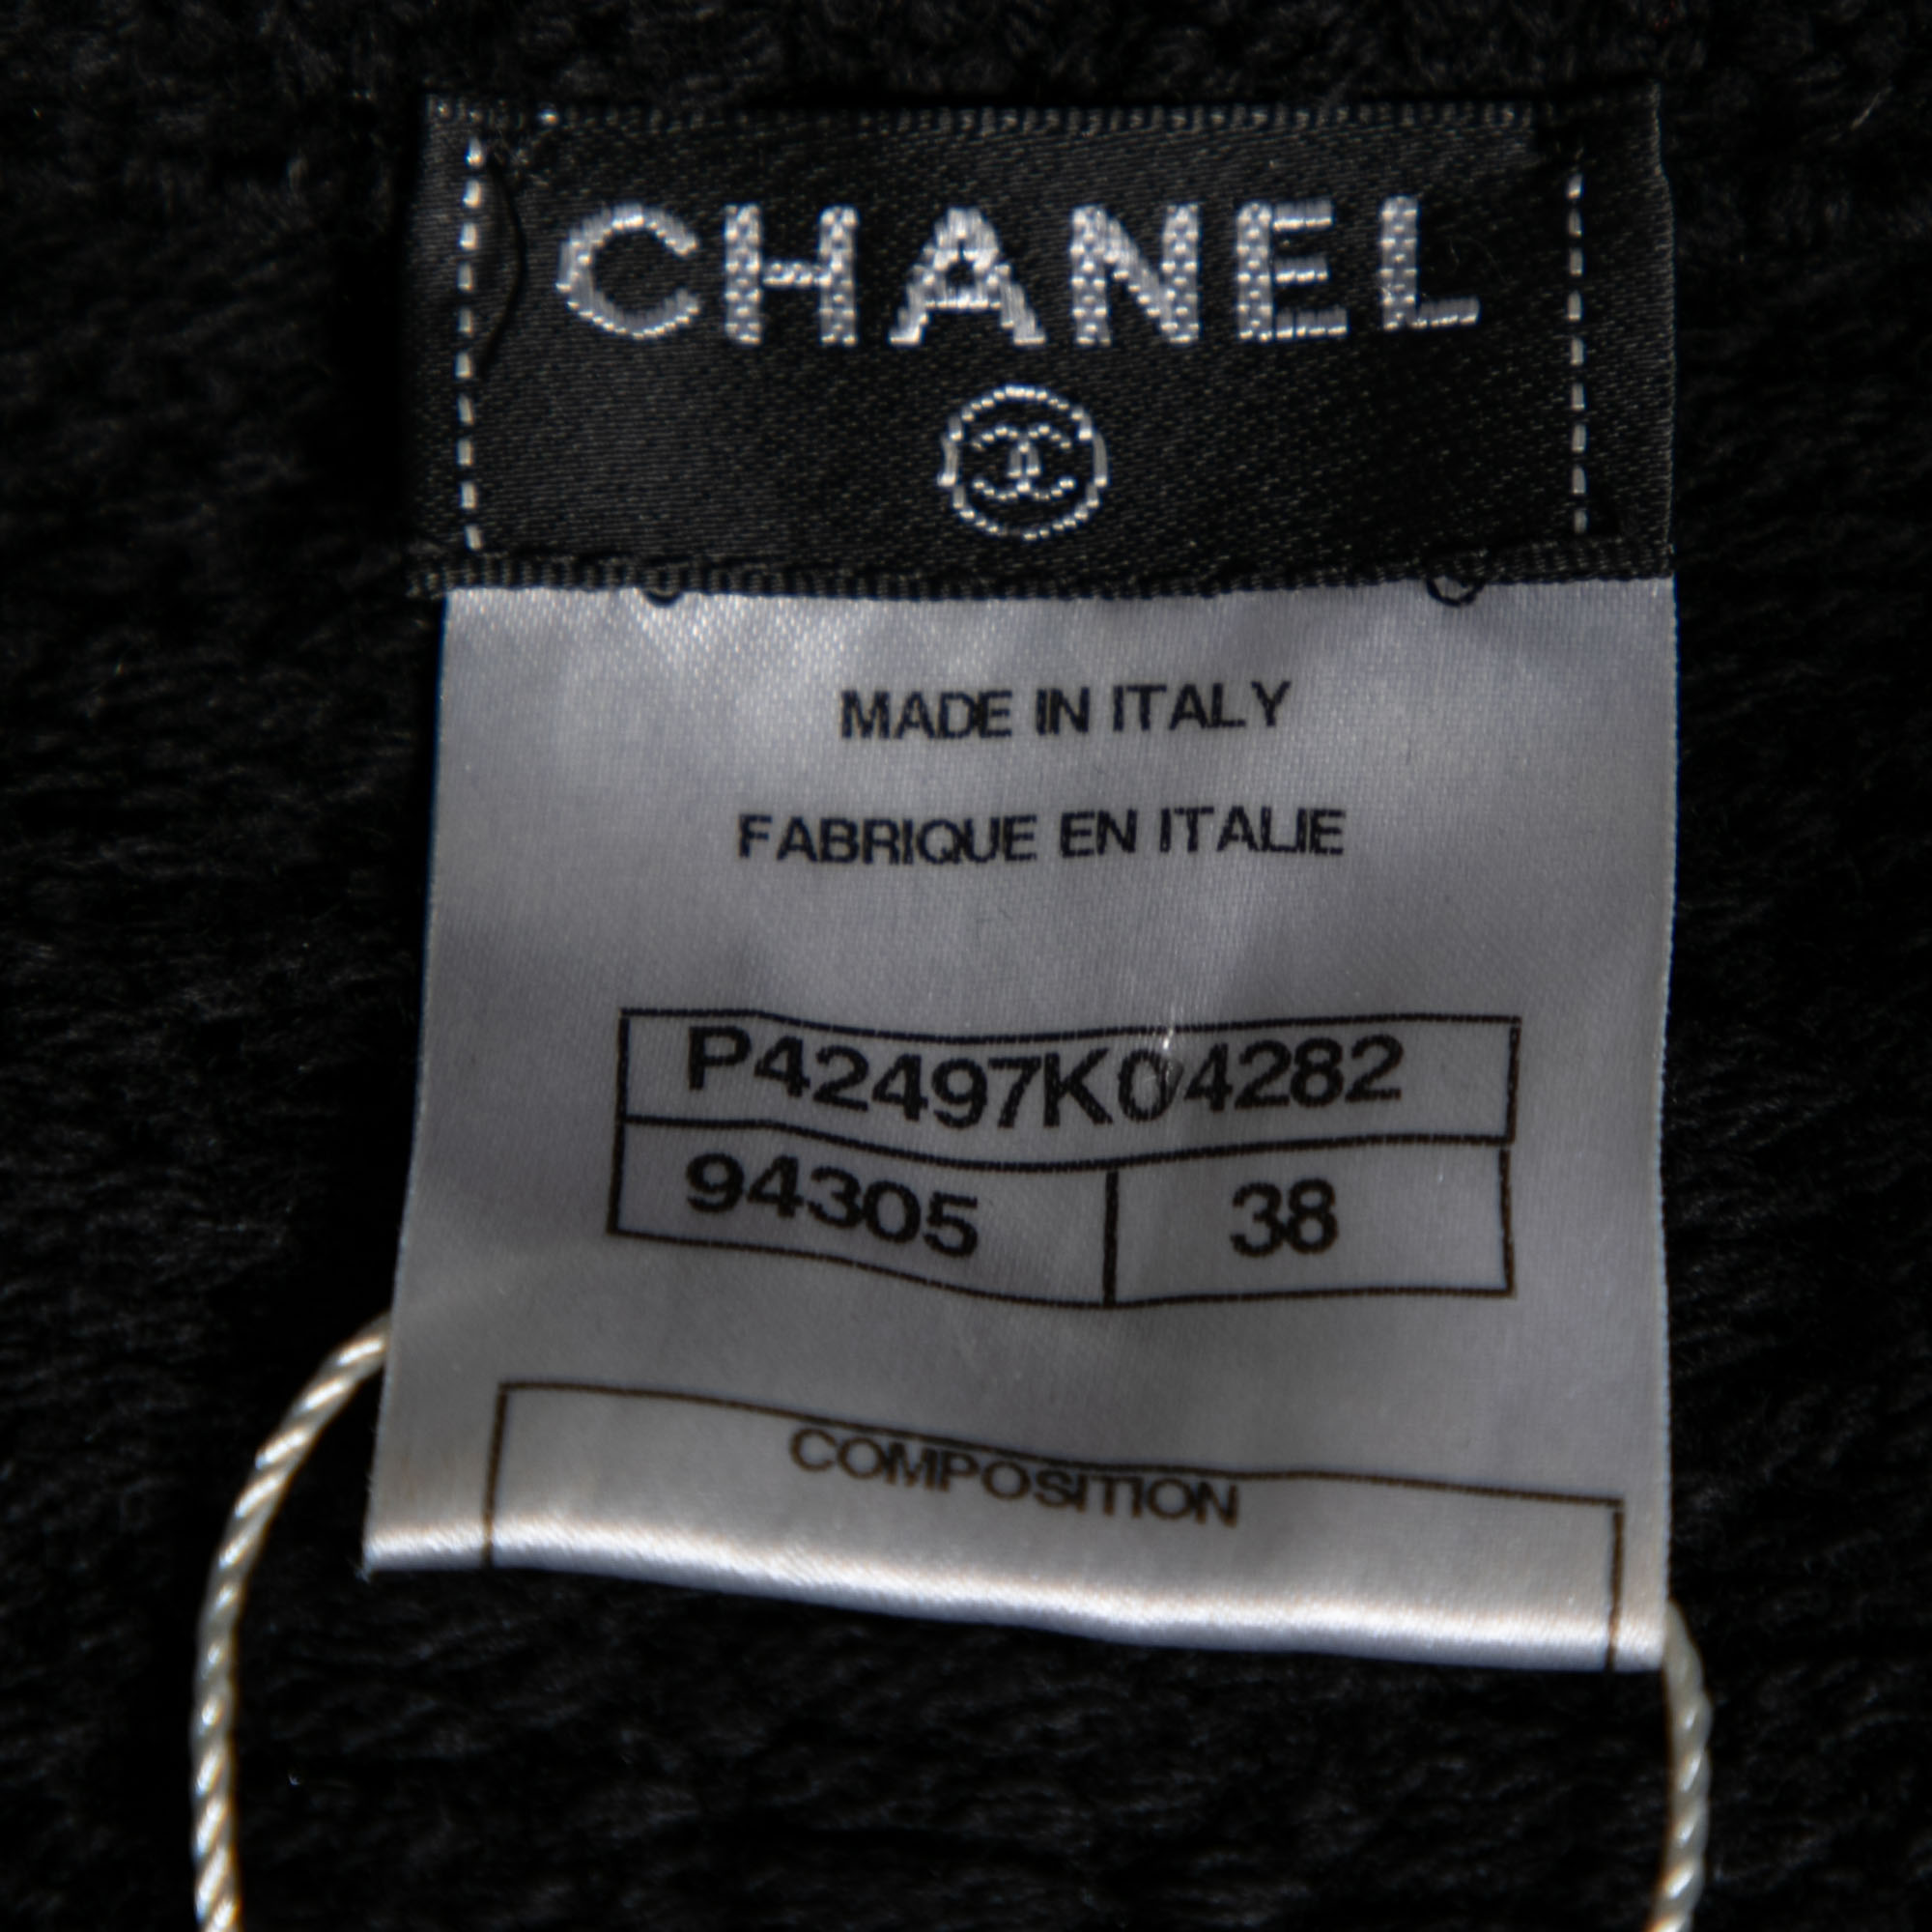 CHANEL
MADE IN ITALY
FABRIQUE EN ITALIE
P42497K04282
94305 38
COMPOSITION